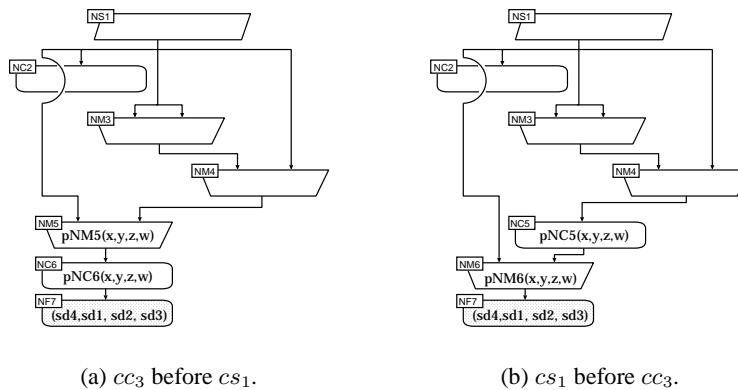 NS1
NC2
NM3
NM4
NM5
pNM5(x,y,z,w)
NC6
pNC6(x,y,z,w)
NF7
(sd4,sd1, sd2, sd3)
(a) cc₃ before cs₁.
NS1
NC2
NM3
NM4
NC5
pNC5(x,y,z,w)
NM6
pNM6(x,y,z,w)
NF7
(sd4,sd1, sd2, sd3)
(b) cs₁ before cc₃.